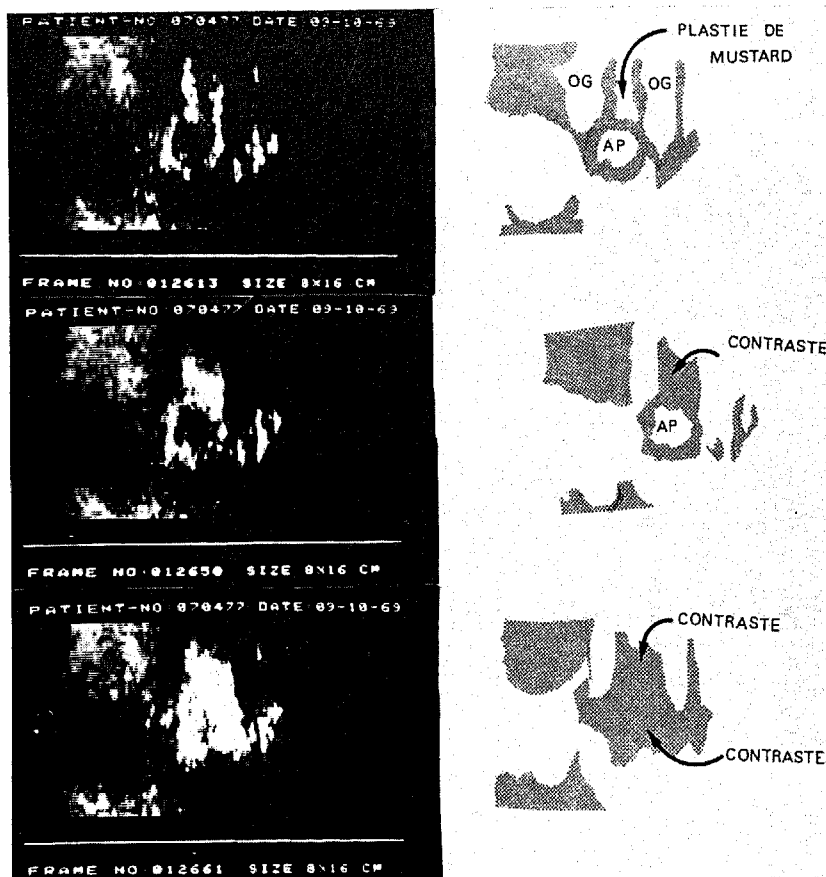 PATIENT-NO 070477 DATE 09-10-69
PLASTIE DE
MUSTARD
OG
OG
AP
FRAME NO 012613 SIZE 8X16 CM
PATIENT-NO 070477 DATE 09-10-69
CONTRASTE
AP
FRAME NO 012650 SIZE 8X16 CM
PATIENT-NO 070477 DATE 09-10-69
CONTRASTE
CONTRASTE
FRAME NO 012661 SIZE 8X16 CM